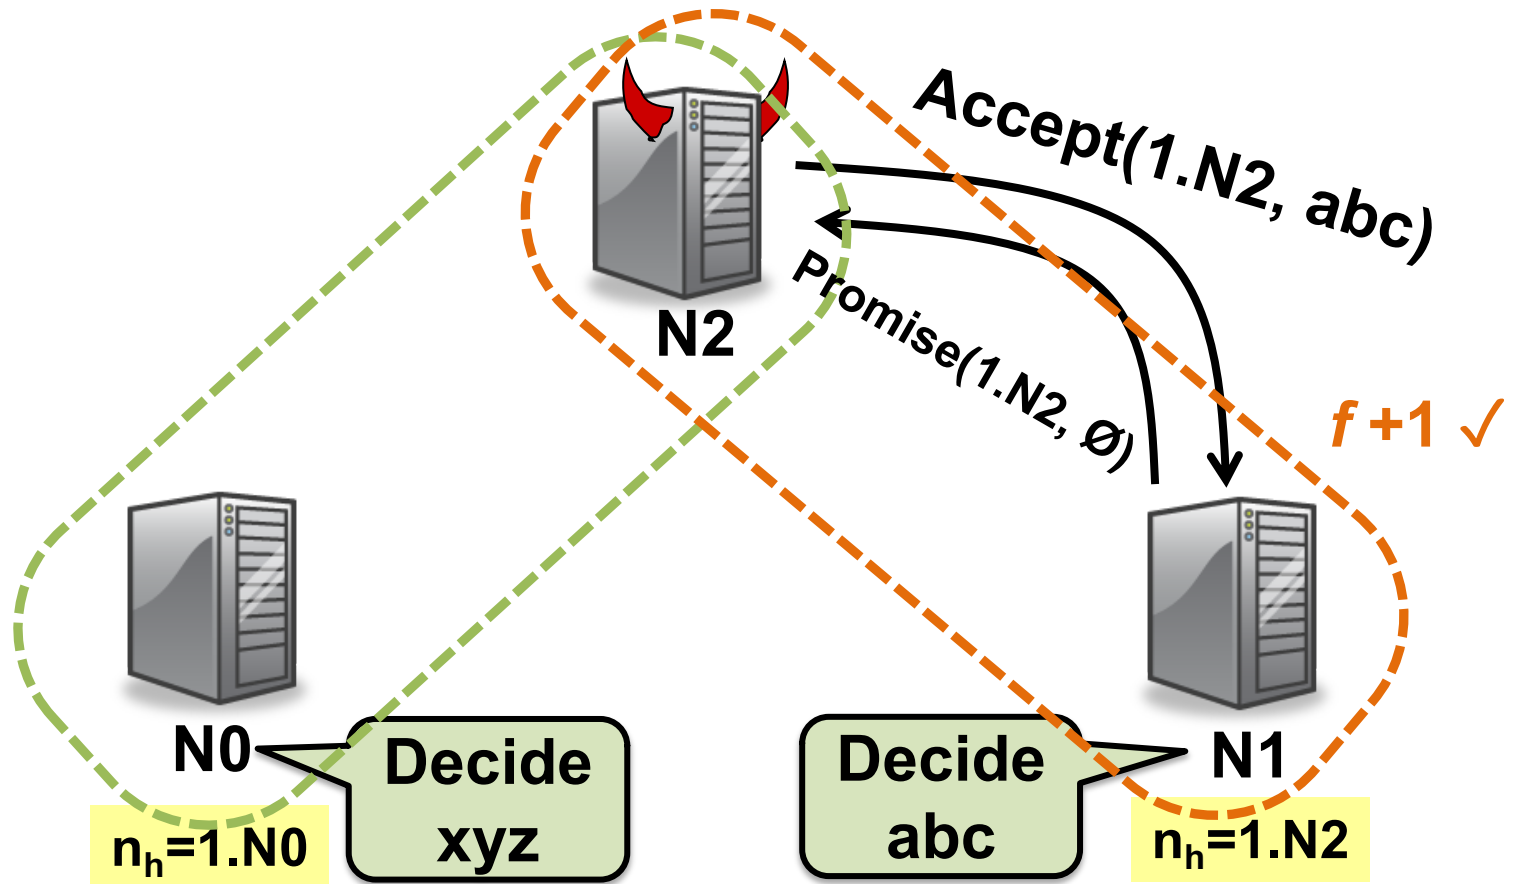 Accept(1.N2, abc)
Promise(1.N2, Ø)
N2
f +1 ✓
N0
Decide
xyz
Decide
abc
N1
nₕ=1.N0
nₕ=1.N2